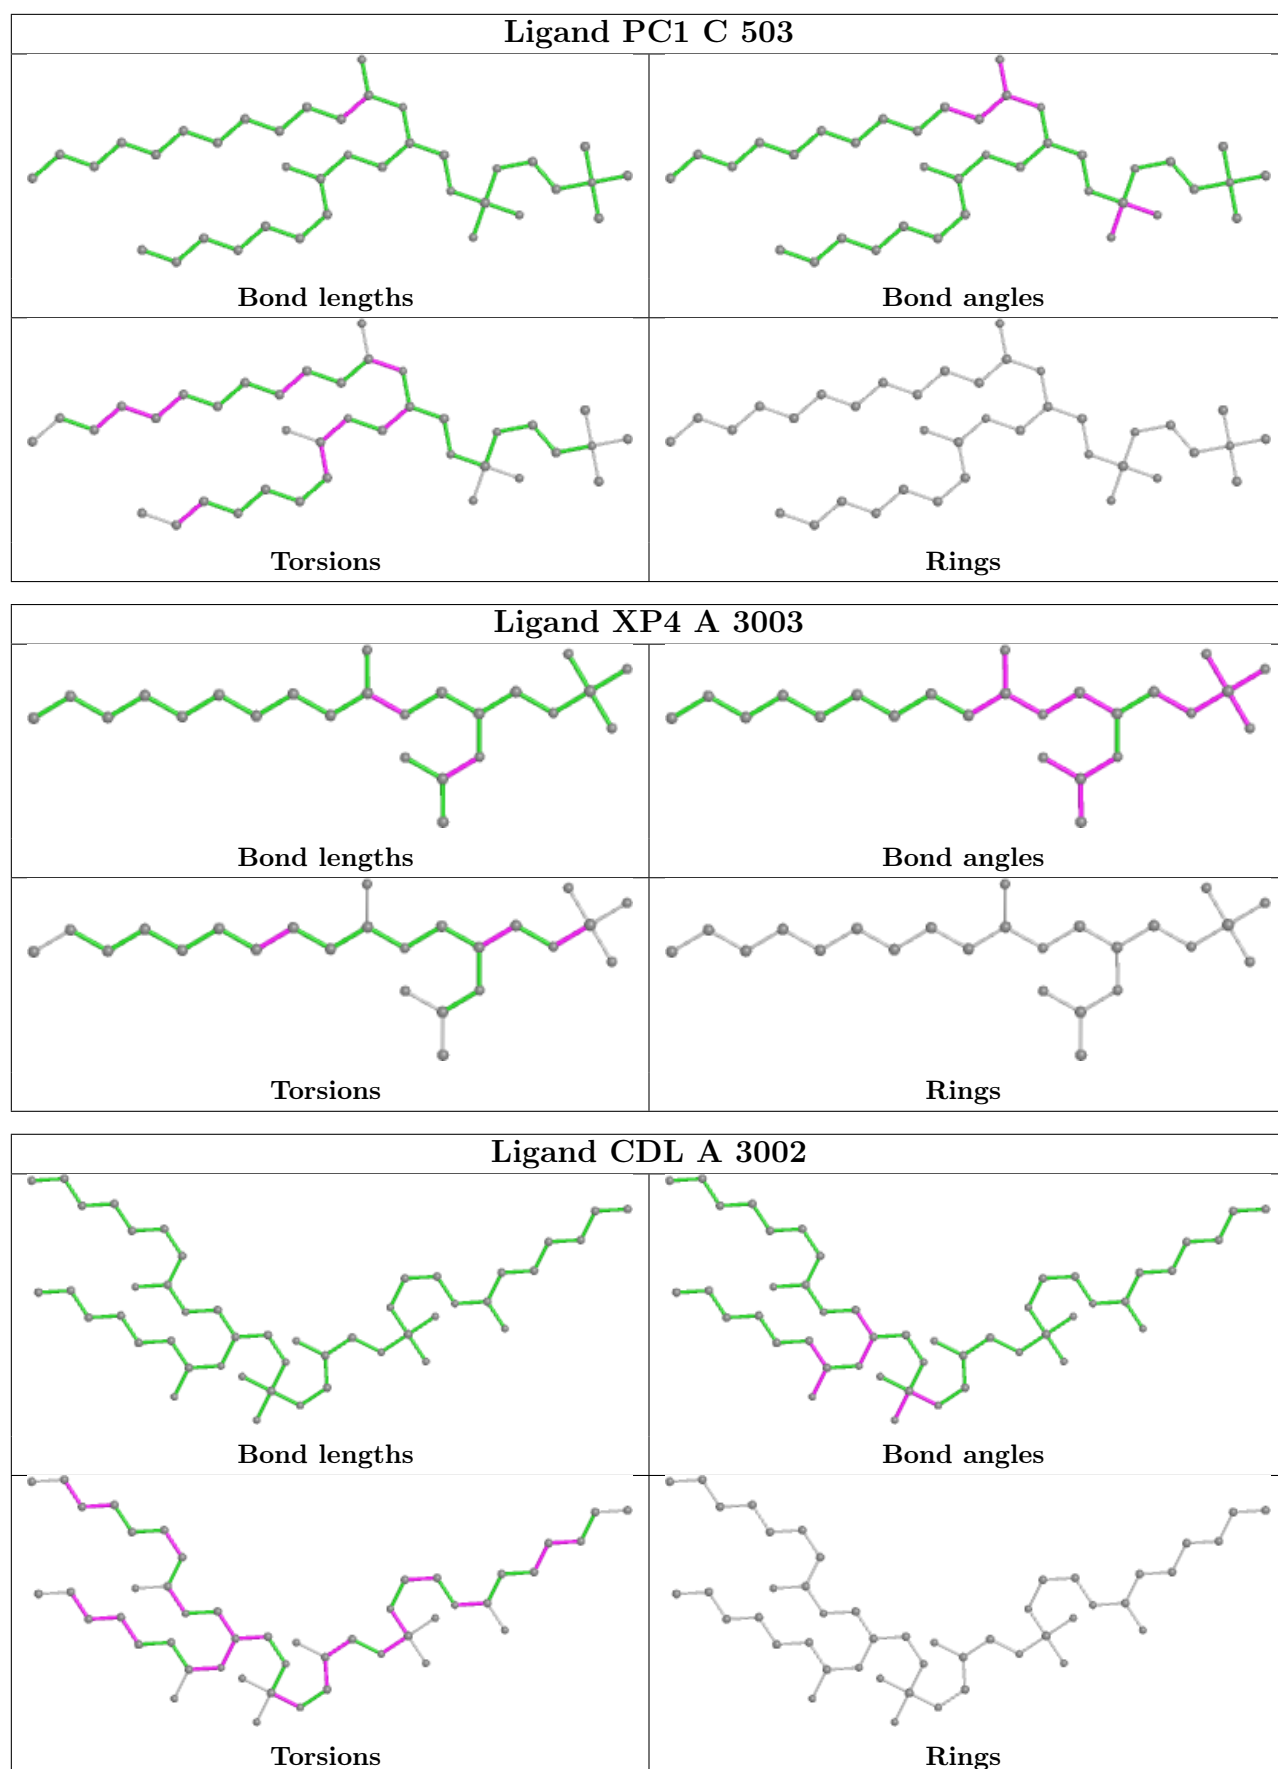 Ligand PC1 C 503
Bond lengths
Bond angles
Torsions
Rings
Ligand XP4 A 3003
Bond lengths
Bond angles
Torsions
Rings
Ligand CDL A 3002
Bond lengths
Bond angles
Torsions
Rings